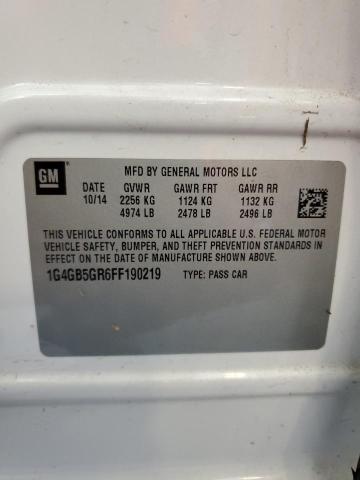 GM
MFD BY GENERAL MOTORS LLC
DATE GVWR GAWR FRT GAWR RR
10/14 2256 KG 1124 KG 1132 KG
4974 LB 2478 LB 2496 LB
THIS VEHICLE CONFORMS TO ALL APPLICABLE U.S. FEDERAL MOTOR
VEHICLE SAFETY, BUMPER, AND THEFT PREVENTION STANDARDS IN
EFFECT ON THE DATE OF MANUFACTURE SHOWN ABOVE.
1G4GB5GR6FF190219 TYPE: PASS CAR